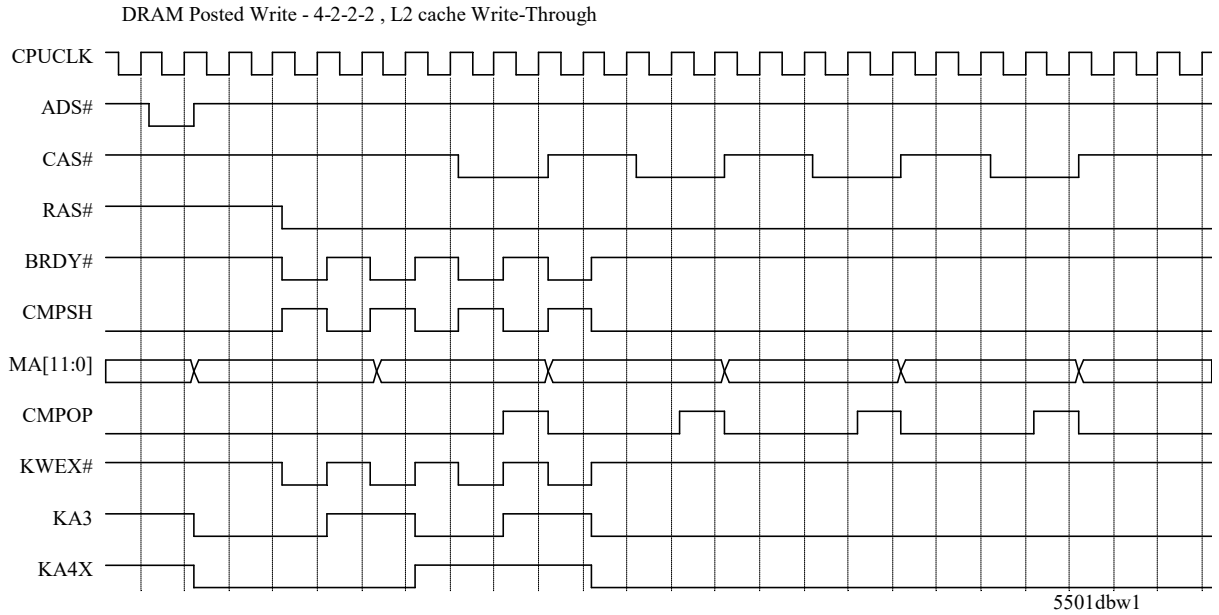 DRAM Posted Write - 4-2-2-2 , L2 cache Write-Through
CPUCLK
ADS#
CAS#
RAS#
BRDY#
CMPSH
MA[11:0]
CMPOP
KWEX#
KA3
KA4X
5501dbw1